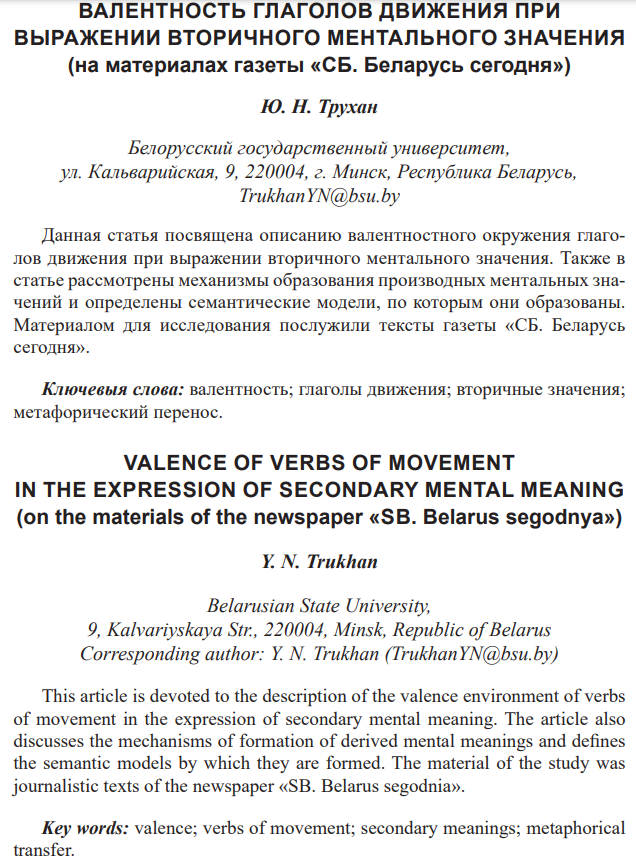 ВАЛЕНТНОСТЬ ГЛАГОЛОВ ДВИЖЕНИЯ ПРИ
ВЫРАЖЕНИИ ВТОРИЧНОГО МЕНТАЛЬНОГО ЗНАЧЕНИЯ
(на материалах газеты «СБ. Беларусь сегодня»)
Ю. Н. Трухан
Белорусский государственный университет,
ул. Кальварийская, 9, 220004, г. Минск, Республика Беларусь,
TrukhanYN@bsu.by
Данная статья посвящена описанию валентностного окружения глаго-
лов движения при выражении вторичного ментального значения. Также в
статье рассмотрены механизмы образования производных ментальных зна-
чений и определены семантические модели, по которым они образованы.
Материалом для исследования послужили тексты газеты «СБ. Беларусь
сегодня».
Ключевыя слова: валентность; глаголы движения; вторичные значения;
метафорический перенос.
VALENCE OF VERBS OF MOVEMENT
IN THE EXPRESSION OF SECONDARY MENTAL MEANING
(on the materials of the newspaper «SB. Belarus segodnya»)
Y. N. Trukhan
Belarusian State University,
9, Kalvariyskaya Str., 220004, Minsk, Republic of Belarus
Corresponding author: Y. N. Trukhan (TrukhanYN@bsu.by)
This article is devoted to the description of the valence environment of verbs
of movement in the expression of secondary mental meaning. The article also
discusses the mechanisms of formation of derived mental meanings and defines
the semantic models by which they are formed. The material of the study was
journalistic texts of the newspaper «SB. Belarus segodnia».
Key words: valence; verbs of movement; secondary meanings; metaphorical
transfer.